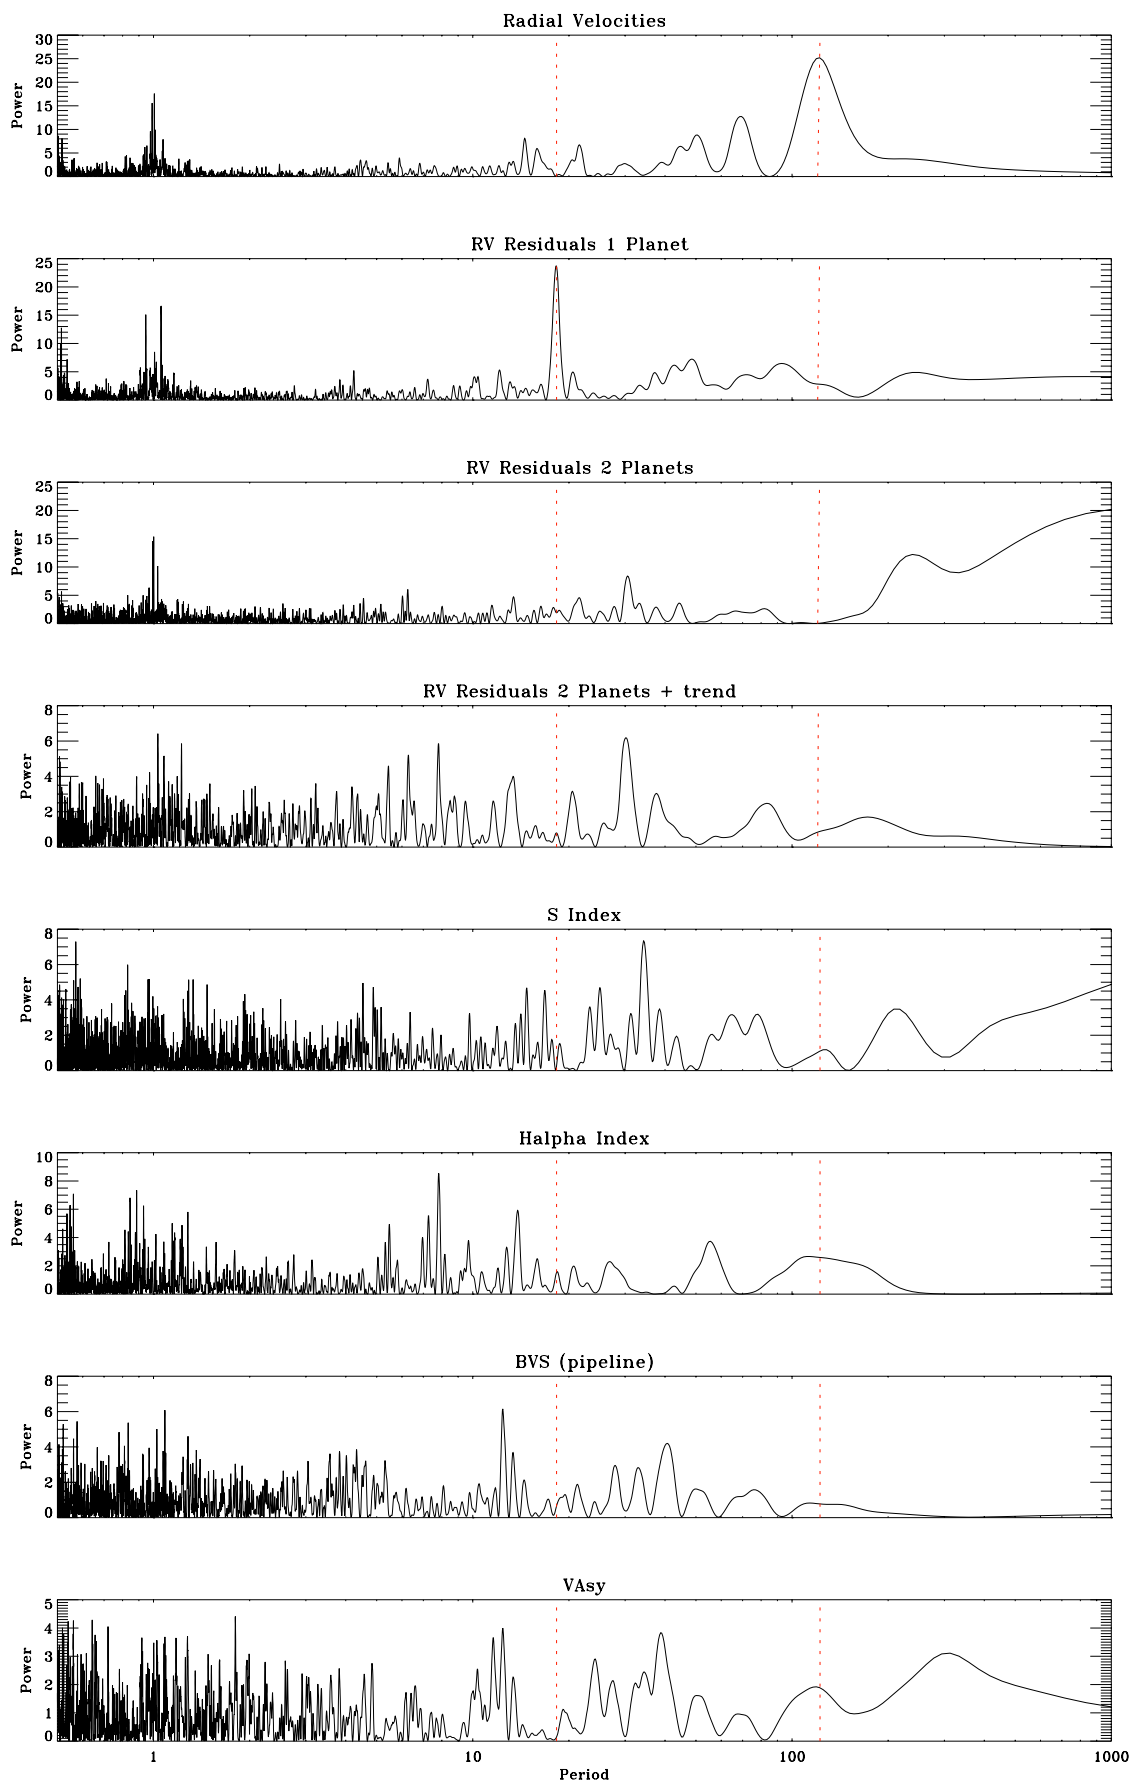 Radial Velocities
30
25
20
15
10
5
0
Power
RV Residuals 1 Planet
25
20
15
10
5
0
Power
RV Residuals 2 Planets
25
20
15
10
5
0
Power
RV Residuals 2 Planets + trend
8
6
4
2
0
Power
S Index
8
6
4
2
0
Power
Halpha Index
10
8
6
4
2
0
Power
BVS (pipeline)
8
6
4
2
0
Power
VAsy
5
4
3
2
1
0
Power
1 10 100 1000
Period